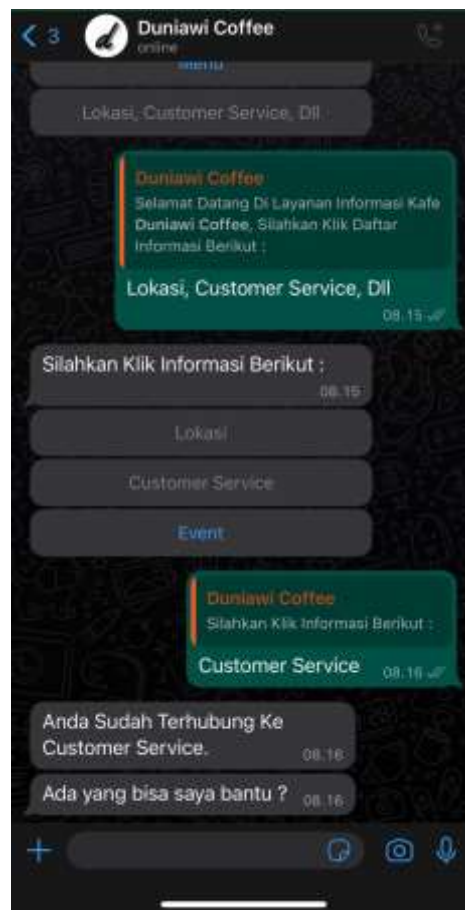 3
Duniawi Coffee
online
Menu
Lokasi, Customer Service, Dll
Duniawi Coffee
Selamat Datang Di Layanan Informasi Kafe
Duniawi Coffee, Silahkan Klik Daftar
Informasi Berikut :
Lokasi, Customer Service, Dll
08.15
Silahkan Klik Informasi Berikut :
08.15
Lokasi
Customer Service
Event
Duniawi Coffee
Silahkan Klik Informasi Berikut :
Customer Service
08.16
Anda Sudah Terhubung Ke
Customer Service.
08.16
Ada yang bisa saya bantu ?
08.16